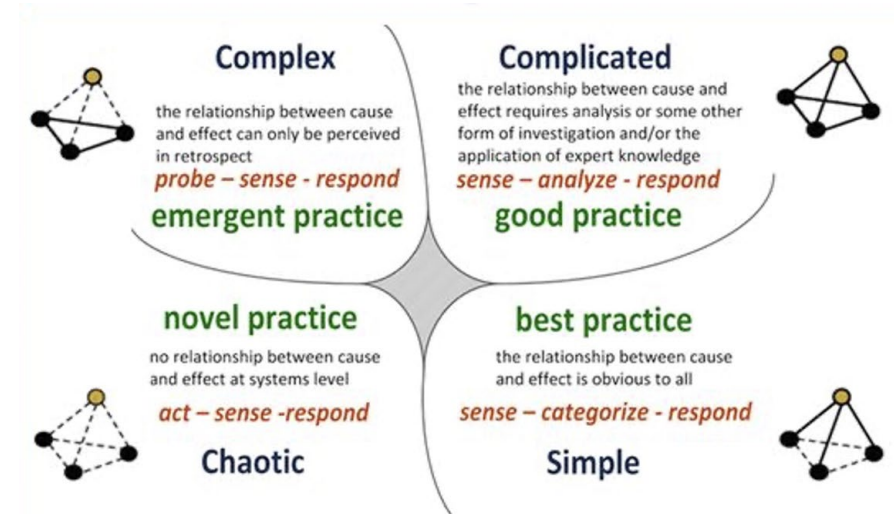 Complex
the relationship between cause
and effect can only be perceived
in retrospect
probe – sense - respond
emergent practice
Complicated
the relationship between cause and
effect requires analysis or some other
form of investigation and/or the
application of expert knowledge
sense – analyze - respond
good practice
novel practice
no relationship between cause
and effect at systems level
act – sense -respond
Chaotic
best practice
the relationship between cause
and effect is obvious to all
sense – categorize - respond
Simple